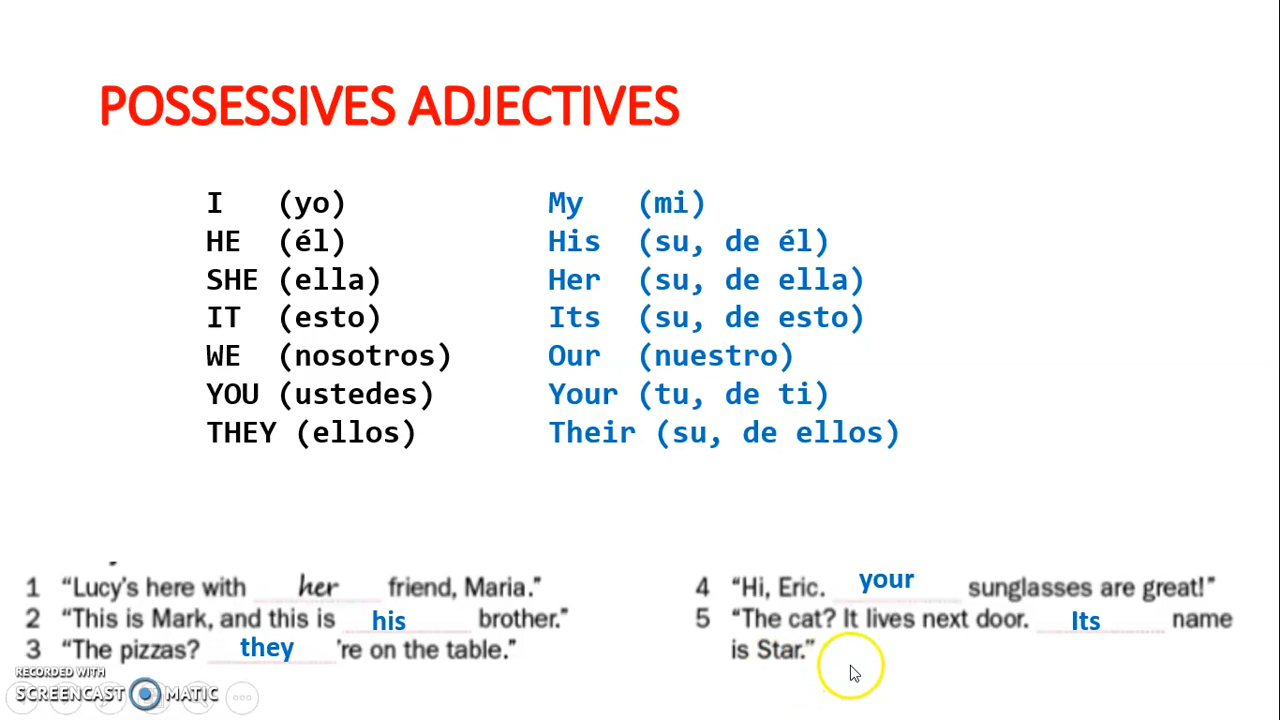 POSSESSIVES ADJECTIVES
I (yo) My (mi)
HE (él) His (su, de él)
SHE (ella) Her (su, de ella)
IT (esto) Its (su, de esto)
WE (nosotros) Our (nuestro)
YOU (ustedes) Your (tu, de ti)
THEY (ellos) Their (su, de ellos)
1 “Lucy’s here with her friend, Maria.”
2 “This is Mark, and this is his brother.”
3 “The pizzas? they ’re on the table.”
4 “Hi, Eric. your sunglasses are great!”
5 “The cat? It lives next door. Its name
is Star.”
RECORDED WITH
SCREENCAST MATIC